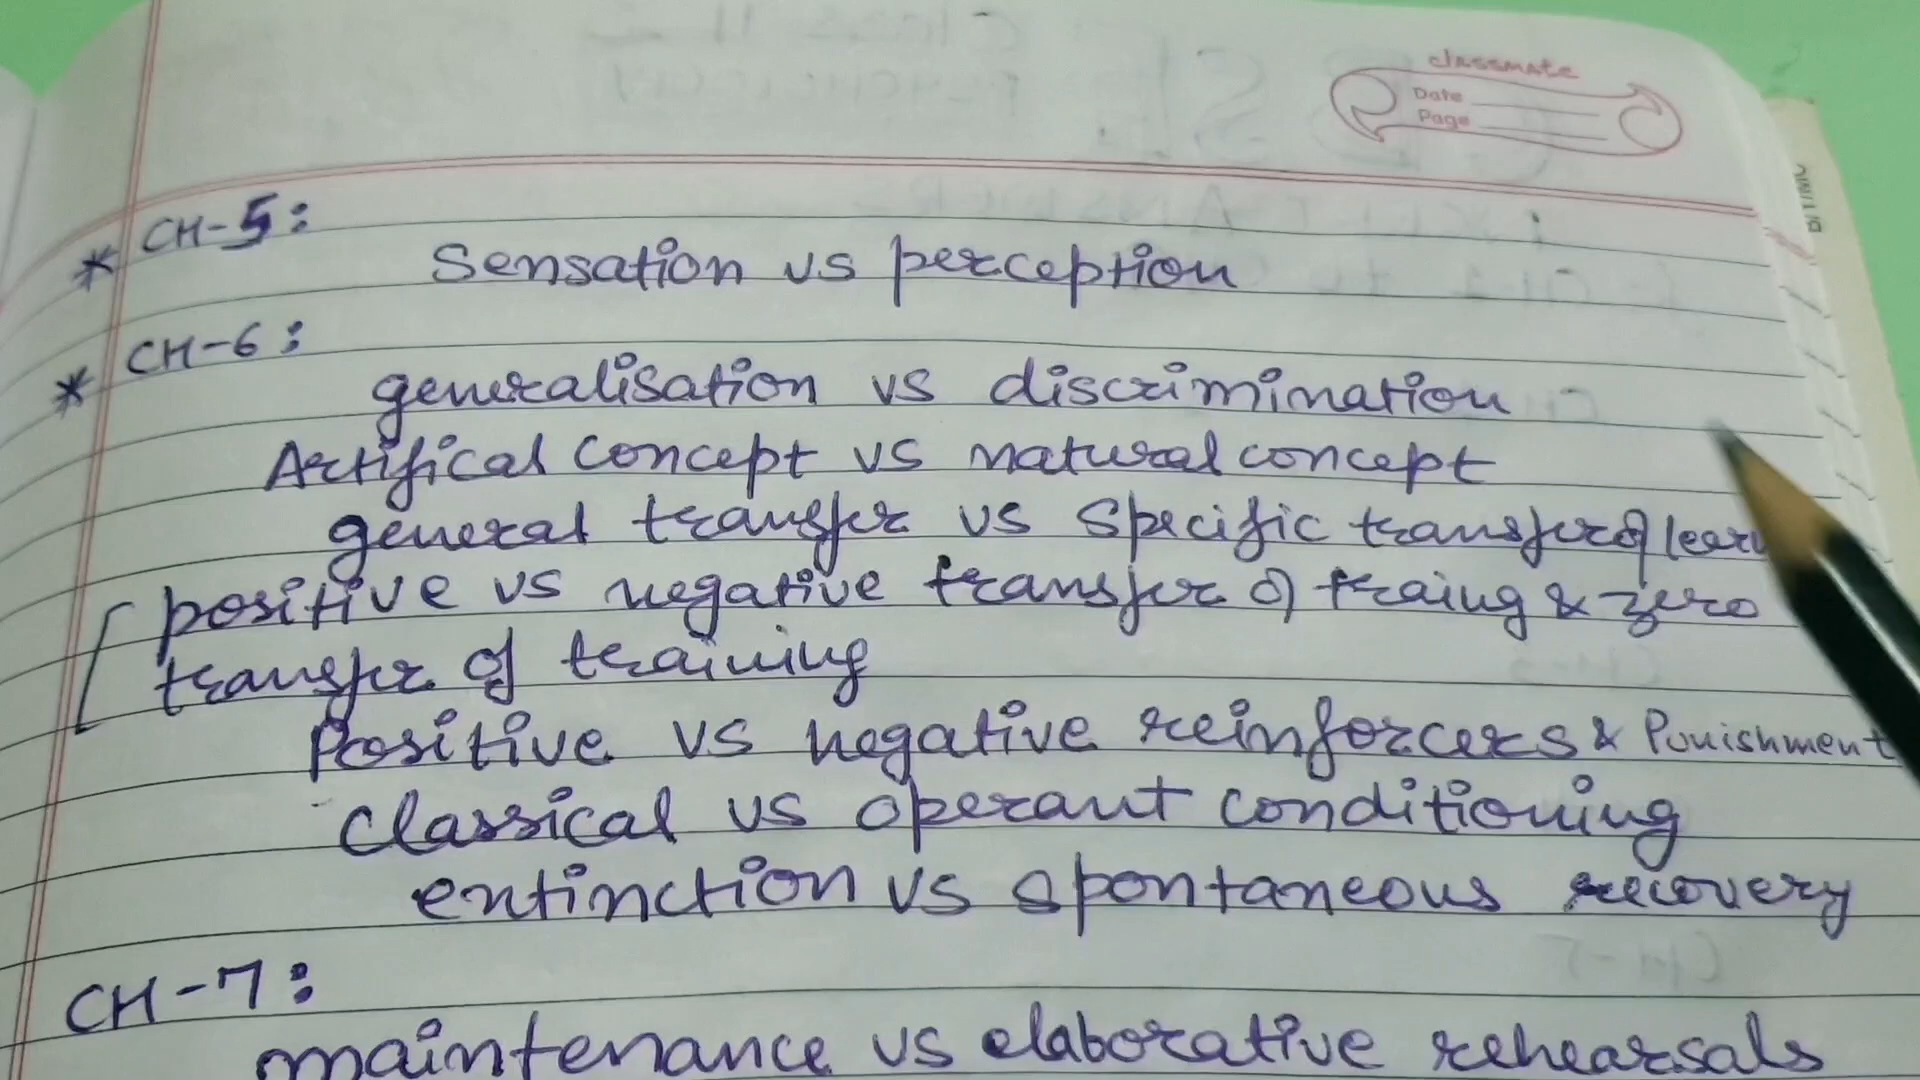 classmate
Date
Page
* CH-5:
Sensation vs perception
* CH-6:
generalisation vs discrimination
Artifical concept vs natural concept
general transfer vs specific transfer of learn
positive vs negative transfer of traing & zero
transfer of training
Positive vs negative reinforcers & Punishment
Classical vs operant conditioning
extinction vs spontaneous recovery
CH-7:
maintenance vs elaborative rehearsals